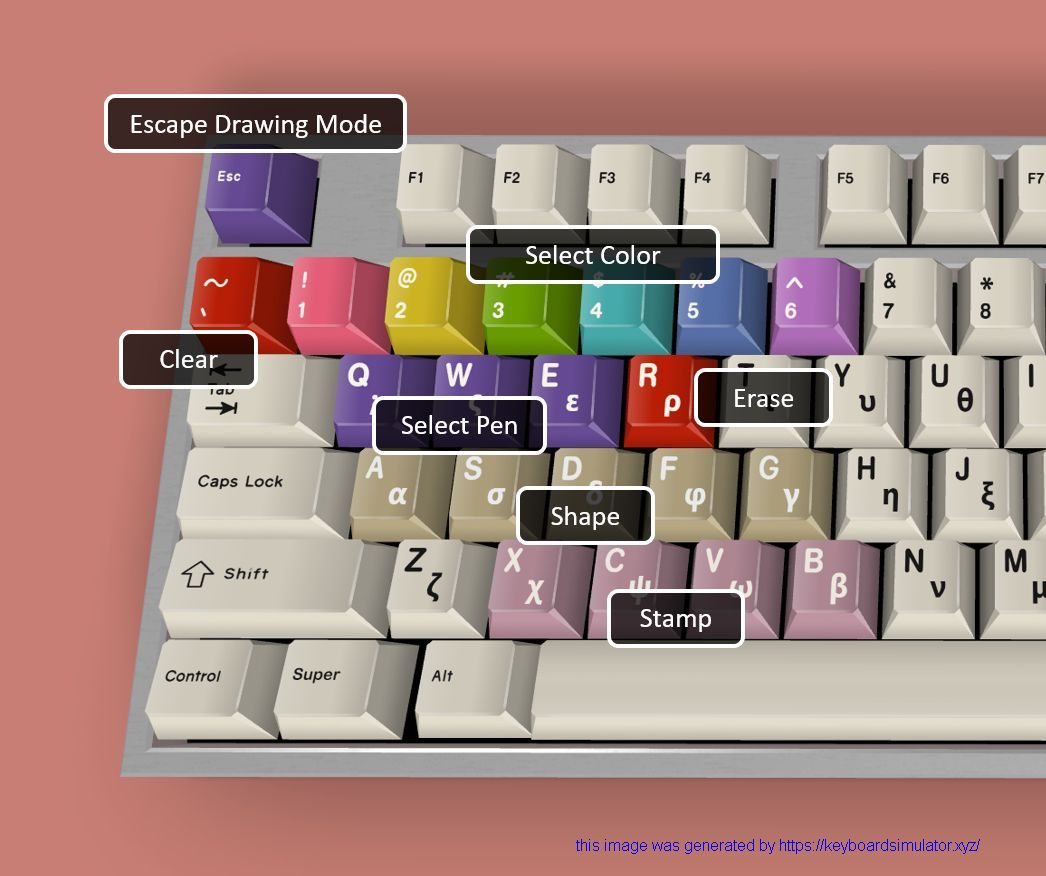 Escape Drawing Mode
Esc
F1
F2
F3
F4
F5
F6
F7
Select Color
~
`
!
1
@
2
#
3
$
4
%
5
^
6
&
7
*
8
Clear
Tab
Q
W
ς
E
ε
R
ρ
Erase
T
Y
υ
U
θ
I
Select Pen
Caps Lock
A
α
S
σ
D
δ
F
φ
G
γ
H
η
J
ξ
Shape
Shift
Z
ζ
X
χ
C
ψ
V
ω
B
β
N
ν
M
μ
Stamp
Control
Super
Alt
this image was generated by https://keyboardsimulator.xyz/